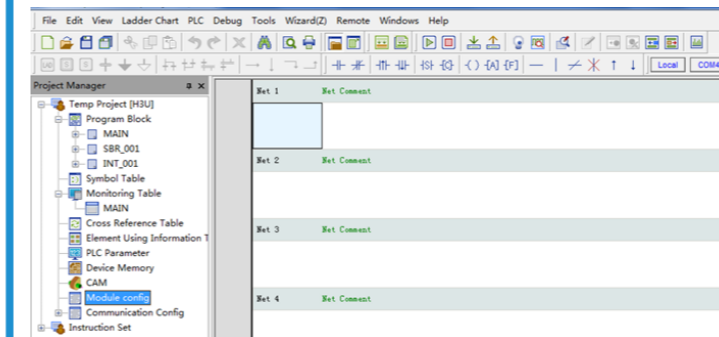 File Edit View Ladder Chart PLC Debug Tools Wizard(Z) Remote Windows Help
Local COM4
Project Manager
Temp Project [H3U]
Program Block
MAIN
SBR_001
INT_001
Symbol Table
Monitoring Table
MAIN
Cross Reference Table
Element Using Information T
PLC Parameter
Device Memory
CAM
Module config
Communication Config
Instruction Set
Net 1 Net Comment
Net 2 Net Comment
Net 3 Net Comment
Net 4 Net Comment